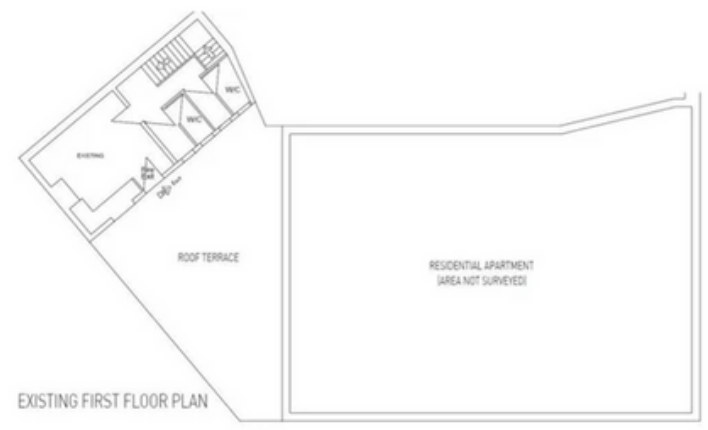 W/C
W/C
EXISTING
ROOF TERRACE
RESIDENTIAL APARTMENT
(AREA NOT SURVEYED)
EXISTING FIRST FLOOR PLAN